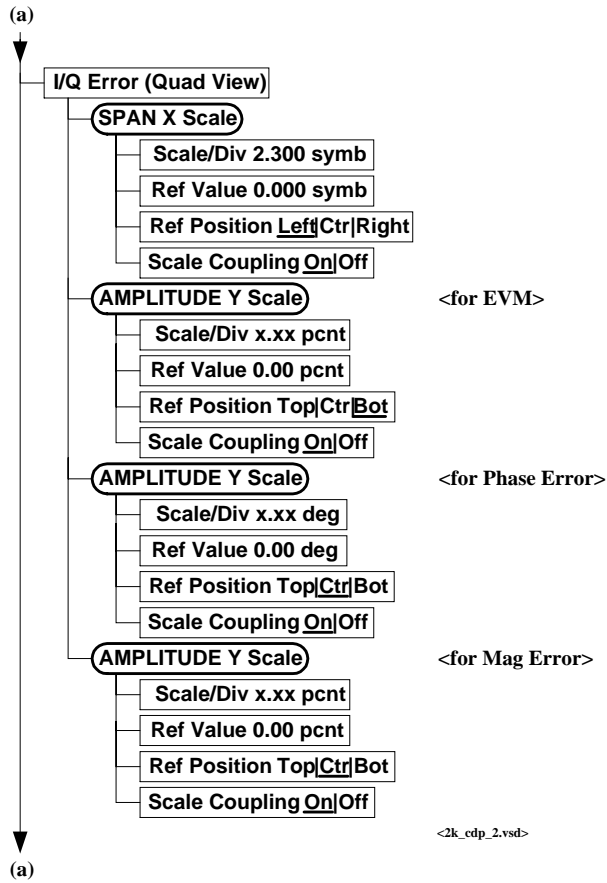 (a)
I/Q Error (Quad View)
SPAN X Scale
Scale/Div 2.300 symb
Ref Value 0.000 symb
Ref Position Left|Ctr|Right
Scale Coupling On|Off
AMPLITUDE Y Scale <for EVM>
Scale/Div x.xx pcnt
Ref Value 0.00 pcnt
Ref Position Top|Ctr|Bot
Scale Coupling On|Off
AMPLITUDE Y Scale <for Phase Error>
Scale/Div x.xx deg
Ref Value 0.00 deg
Ref Position Top|Ctr|Bot
Scale Coupling On|Off
AMPLITUDE Y Scale <for Mag Error>
Scale/Div x.xx pcnt
Ref Value 0.00 pcnt
Ref Position Top|Ctr|Bot
Scale Coupling On|Off
<2k_cdp_2.vsd>
(a)